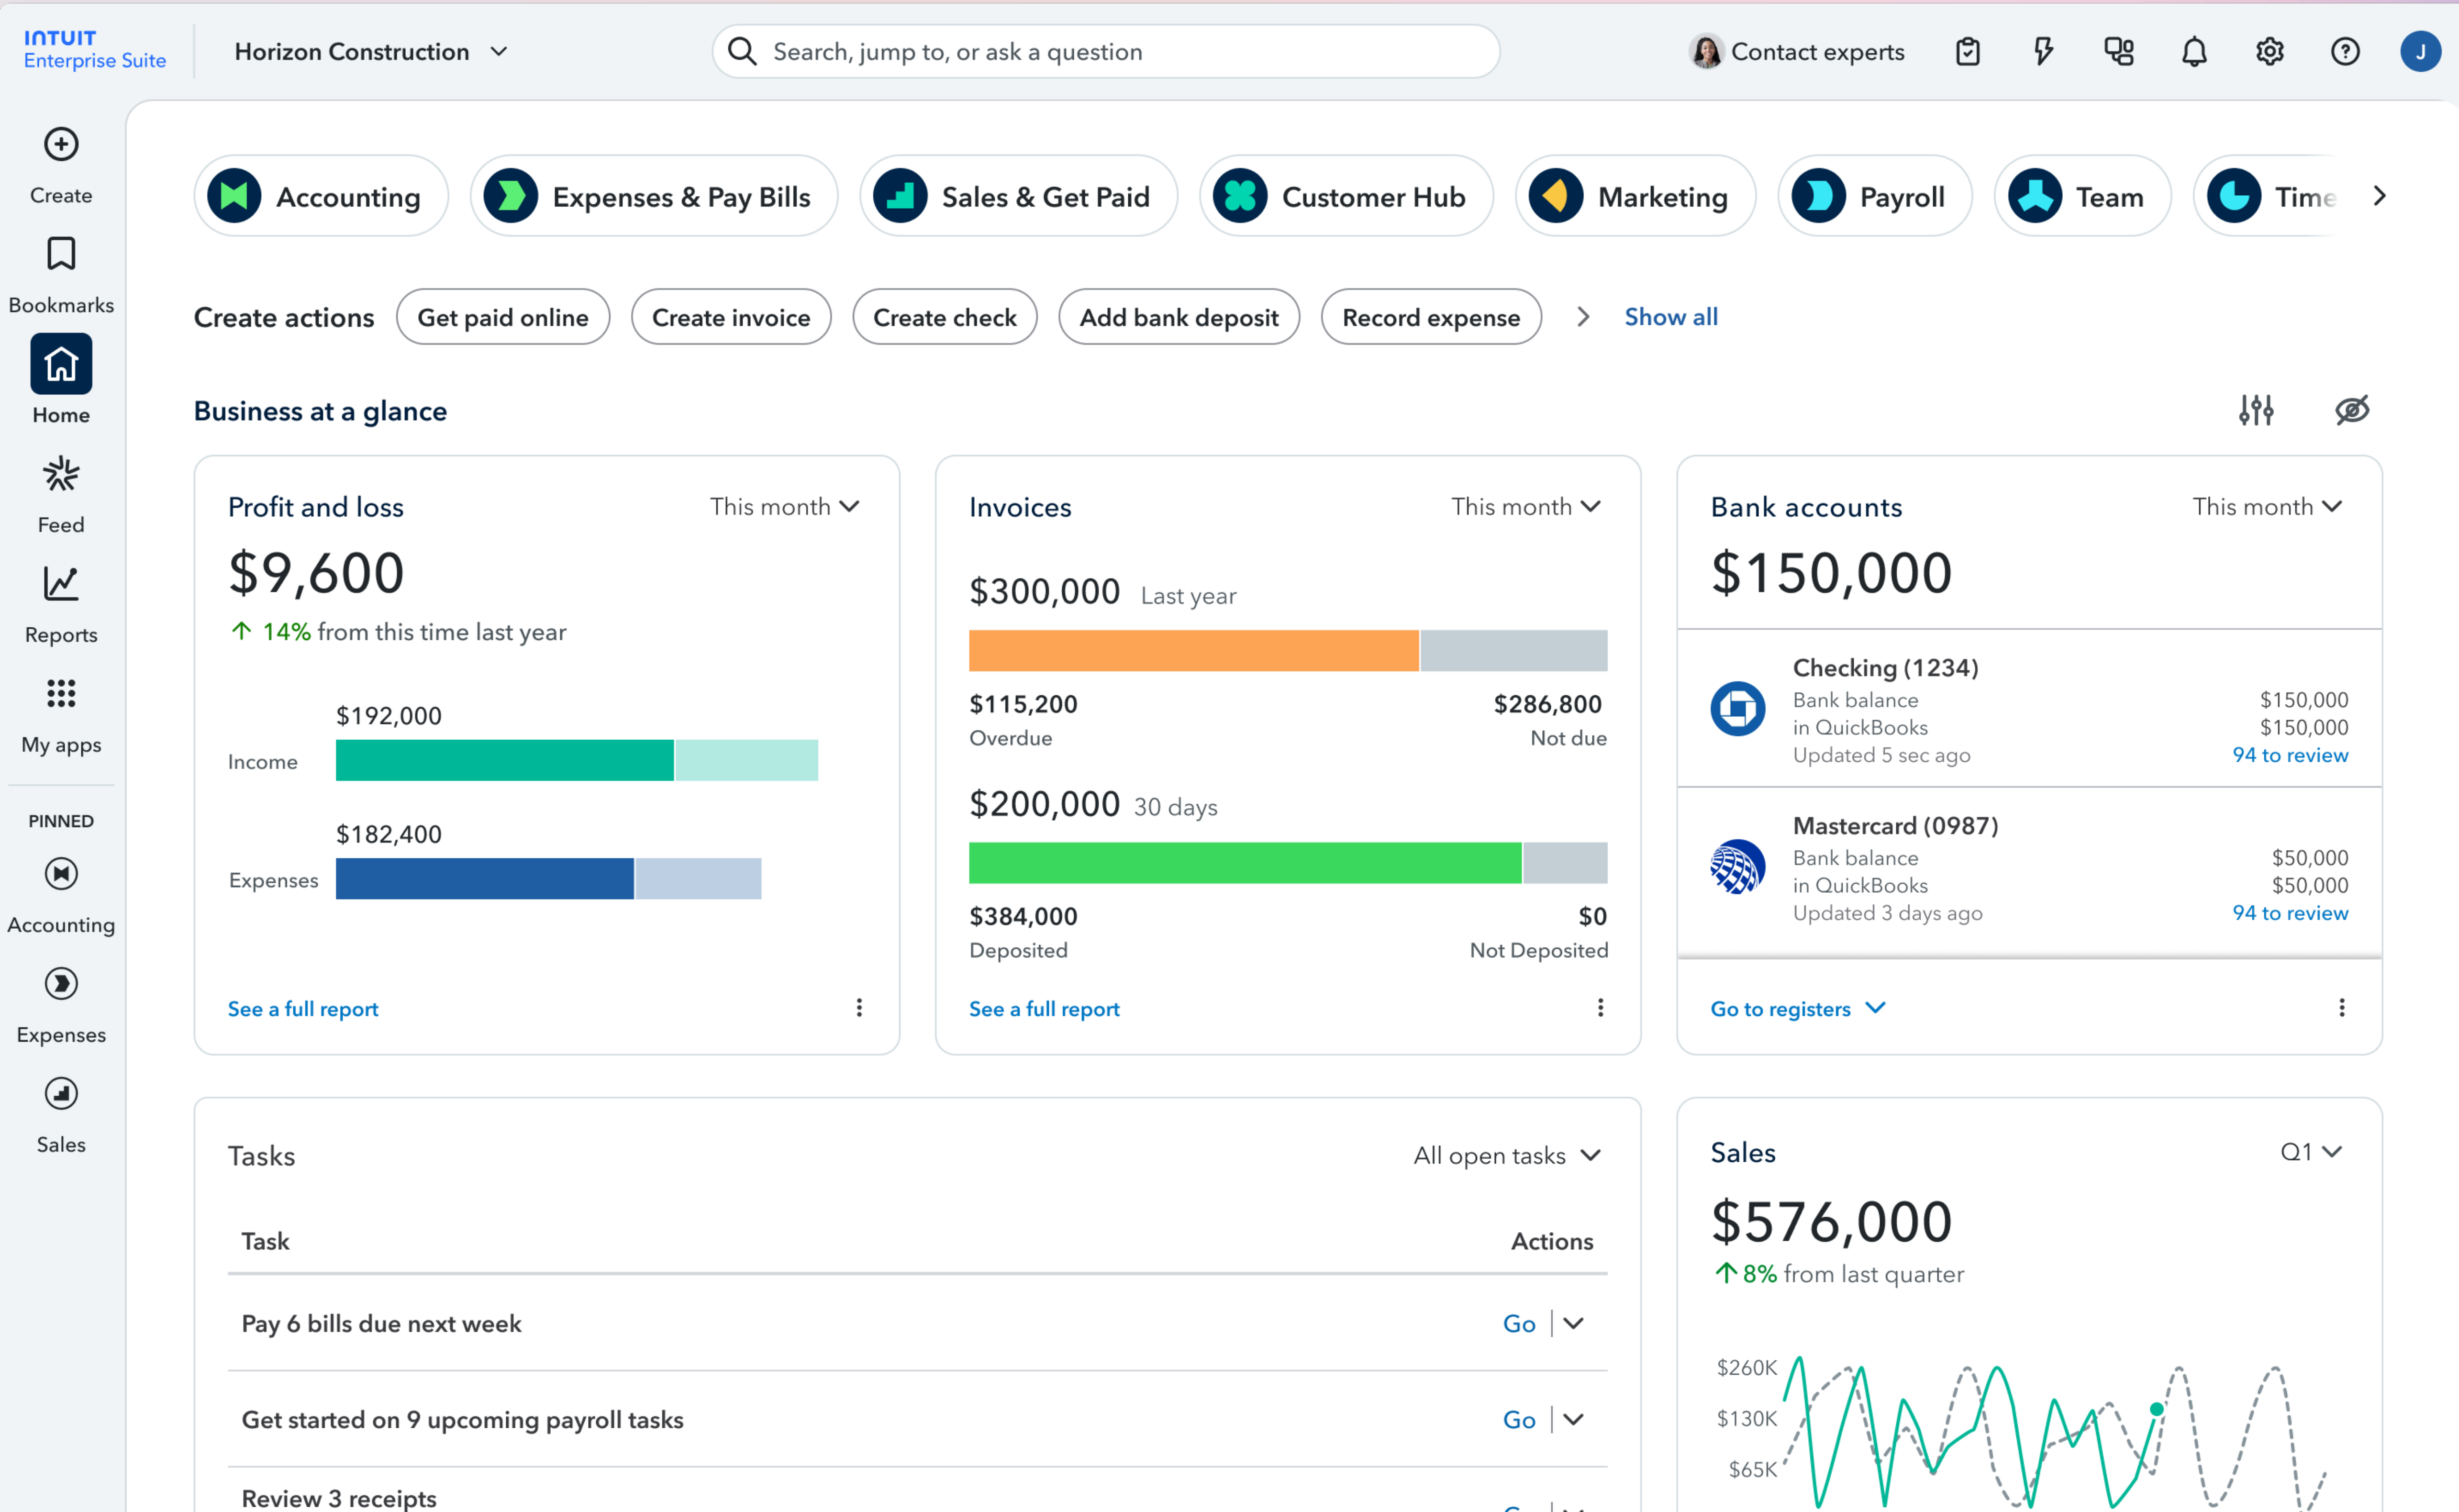 INTUIT
Enterprise Suite
Horizon Construction
Search, jump to, or ask a question
Contact experts
J
Create
Bookmarks
Home
Feed
Reports
My apps
PINNED
Accounting
Expenses
Sales
Accounting
Expenses & Pay Bills
Sales & Get Paid
Customer Hub
Marketing
Payroll
Team
Time
Create actions
Get paid online
Create invoice
Create check
Add bank deposit
Record expense
Show all
Business at a glance
Profit and loss
This month
$9,600
14% from this time last year
$192,000
Income
$182,400
Expenses
See a full report
Invoices
This month
$300,000 Last year
$115,200
$286,800
Overdue
Not due
$200,000 30 days
$384,000
$0
Deposited
Not Deposited
See a full report
Bank accounts
This month
$150,000
Checking (1234)
Bank balance $150,000
in QuickBooks $150,000
Updated 5 sec ago 94 to review
Mastercard (0987)
Bank balance $50,000
in QuickBooks $50,000
Updated 3 days ago 94 to review
Go to registers
Tasks
All open tasks
Task
Actions
Pay 6 bills due next week
Go
Get started on 9 upcoming payroll tasks
Go
Review 3 receipts
Sales
Q1
$576,000
8% from last quarter
$260K
$130K
$65K